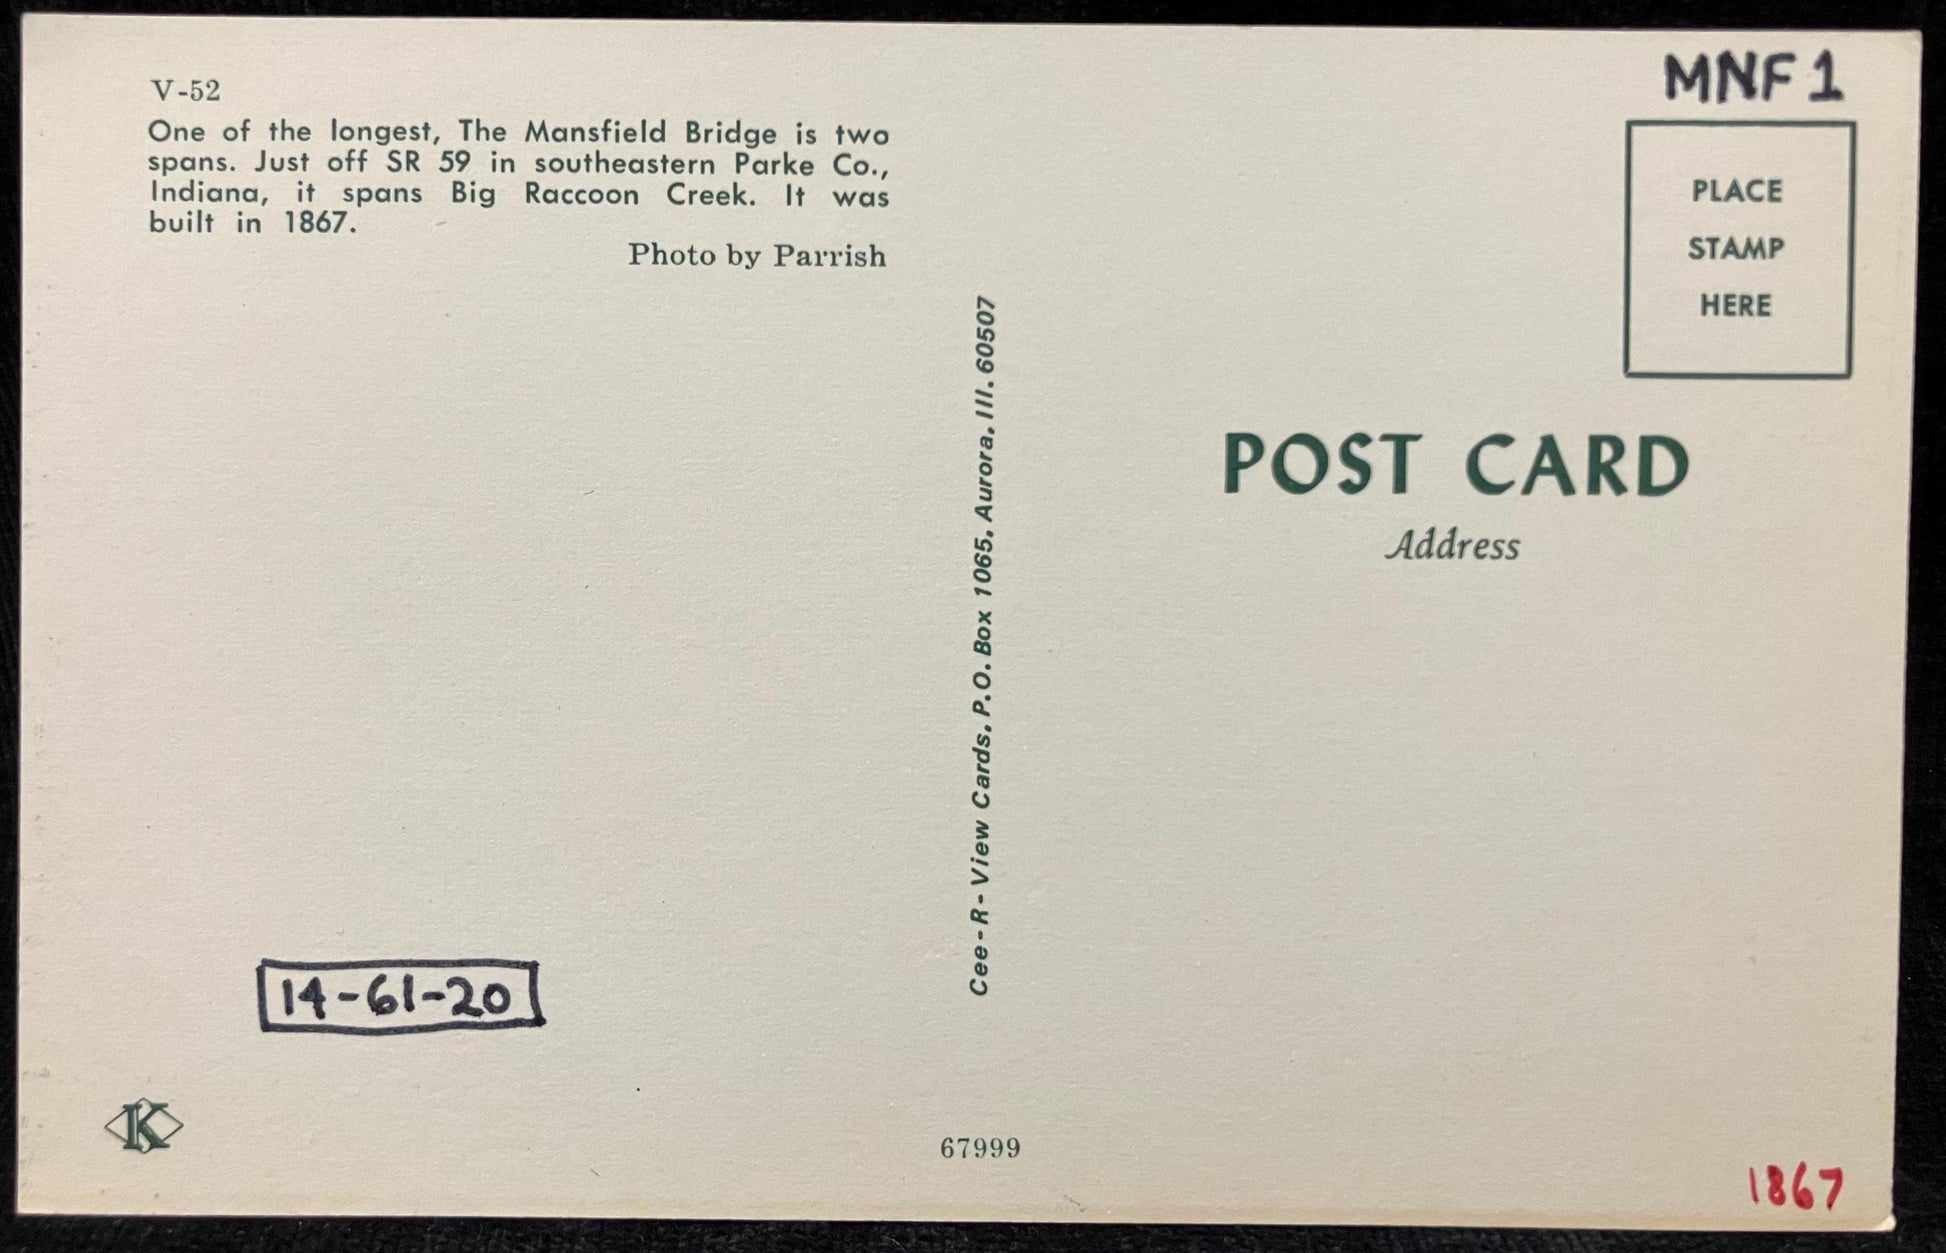 V-52
One of the longest, The Mansfield Bridge is two
spans. Just off SR 59 in southeastern Parke Co.,
Indiana, it spans Big Raccoon Creek. It was
built in 1867.
Photo by Parrish
14-61-20
K
Cee-R-View Cards, P.O. Box 1065, Aurora, Ill. 60507
67999
MNF 1
PLACE
STAMP
HERE
POST CARD
Address
1867